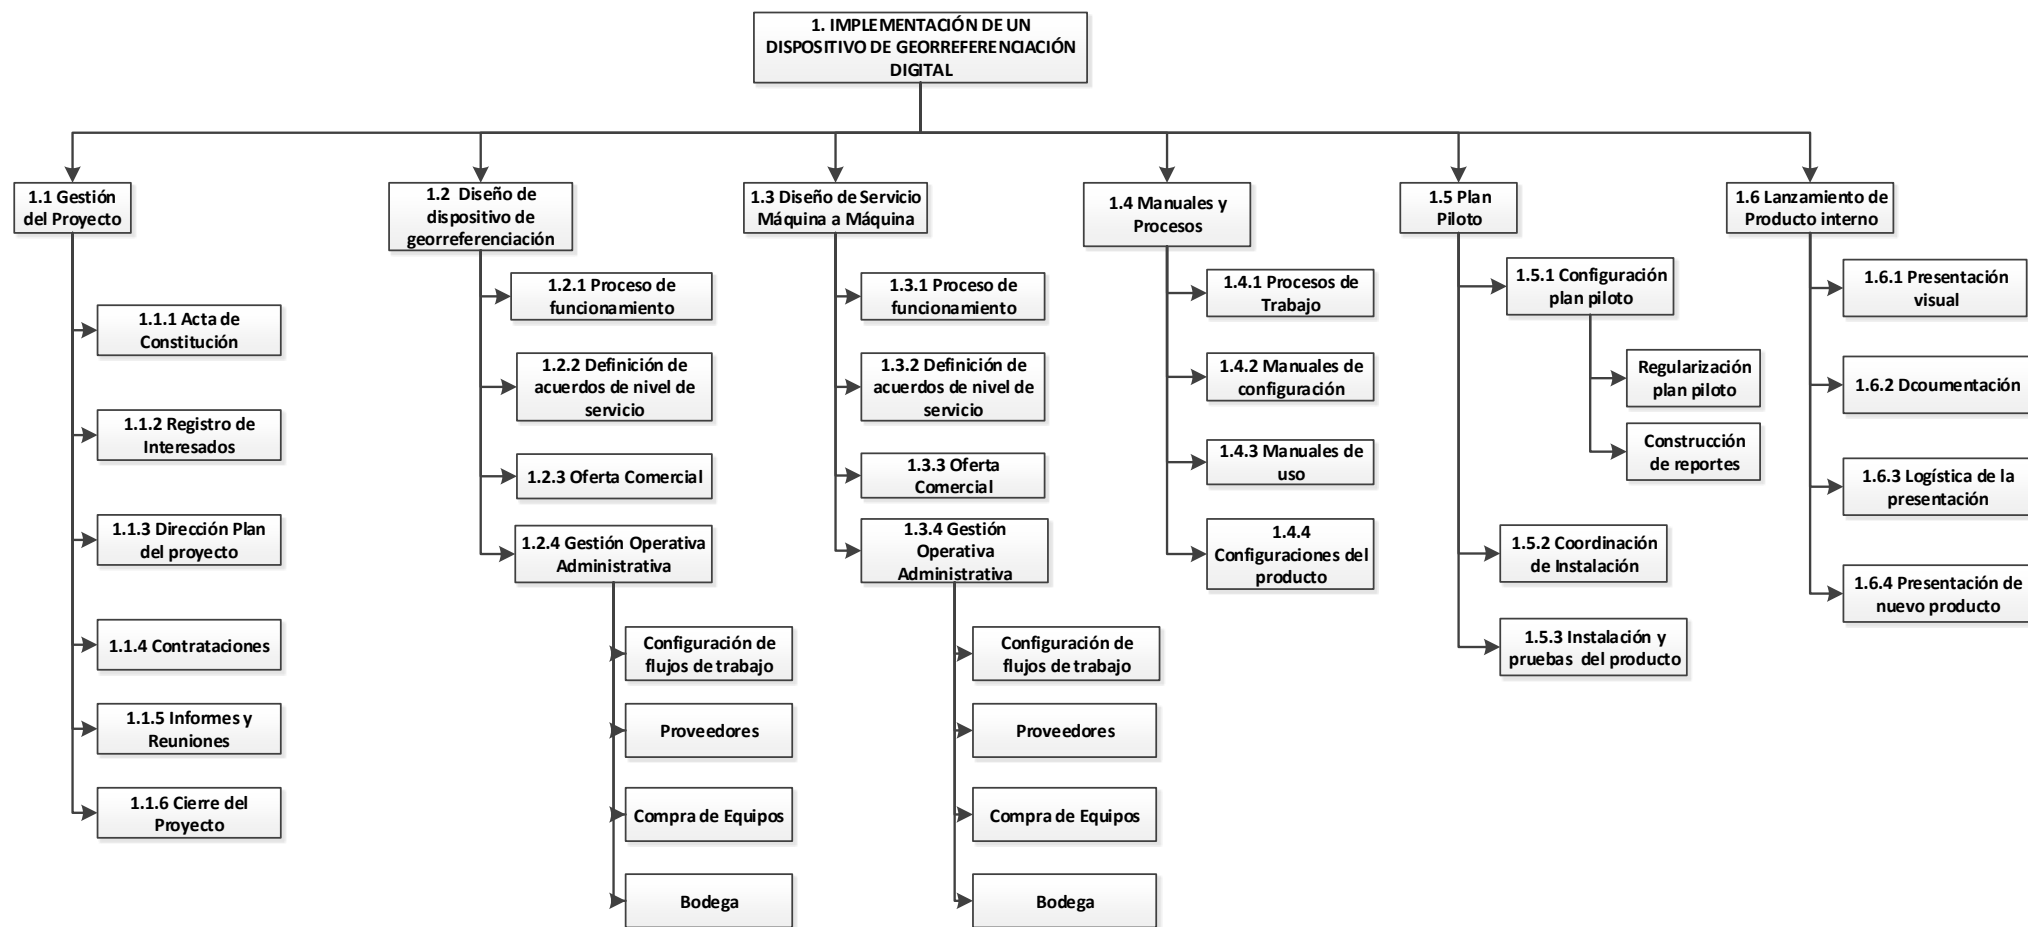 1. IMPLEMENTACIÓN DE UN
DISPOSITIVO DE GEORREFERENCIACIÓN
DIGITAL
1.1 Gestión
del Proyecto
1.1.1 Acta de
Constitución
1.1.2 Registro de
Interesados
1.1.3 Dirección Plan
del proyecto
1.1.4 Contrataciones
1.1.5 Informes y
Reuniones
1.1.6 Cierre del
Proyecto
1.2 Diseño de
dispositivo de
georreferenciación
1.2.1 Proceso de
funcionamiento
1.2.2 Definición de
acuerdos de nivel de
servicio
1.2.3 Oferta Comercial
1.2.4 Gestión Operativa
Administrativa
Configuración de
flujos de trabajo
Proveedores
Compra de Equipos
Bodega
1.3 Diseño de Servicio
Máquina a Máquina
1.3.1 Proceso de
funcionamiento
1.3.2 Definición de
acuerdos de nivel de
servicio
1.3.3 Oferta
Comercial
1.3.4 Gestión
Operativa
Administrativa
Configuración de
flujos de trabajo
Proveedores
Compra de Equipos
Bodega
1.4 Manuales y
Procesos
1.4.1 Procesos de
Trabajo
1.4.2 Manuales de
configuración
1.4.3 Manuales de
uso
1.4.4
Configuraciones del
producto
1.5 Plan
Piloto
1.5.1 Configuración
plan piloto
Regularización
plan piloto
Construcción
de reportes
1.5.2 Coordinación
de Instalación
1.5.3 Instalación y
pruebas del producto
1.6 Lanzamiento de
Producto interno
1.6.1 Presentación
visual
1.6.2 Dcoumentación
1.6.3 Logística de la
presentación
1.6.4 Presentación de
nuevo producto